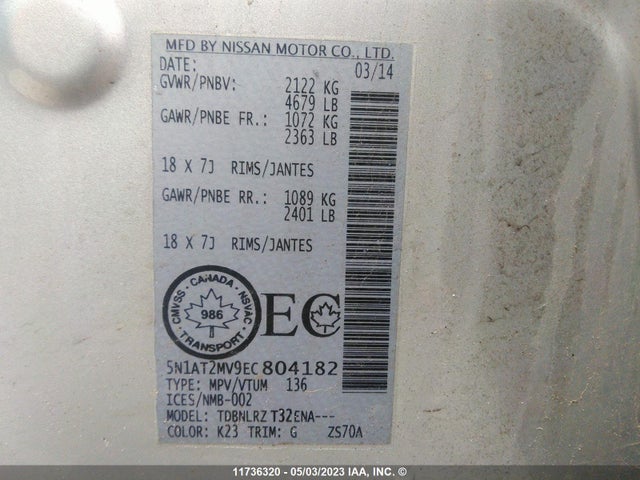 MFD BY NISSAN MOTOR CO., LTD.
DATE: 03/14
GVWR/PNBV: 2122 KG
4679 LB
GAWR/PNBE FR.: 1072 KG
2363 LB
18 X 7J RIMS/JANTES
GAWR/PNBE RR.: 1089 KG
2401 LB
18 X 7J RIMS/JANTES
CANADA
CMVSS NSVAC
986
TRANSPORT
EC
5N1AT2MV9EC804182
TYPE: MPV/VTUM 136
ICES/NMB-002
MODEL: TDBNLRZ T32ENA---
COLOR: K23 TRIM: G ZS70A
11736320 - 05/03/2023 IAA, INC. ©